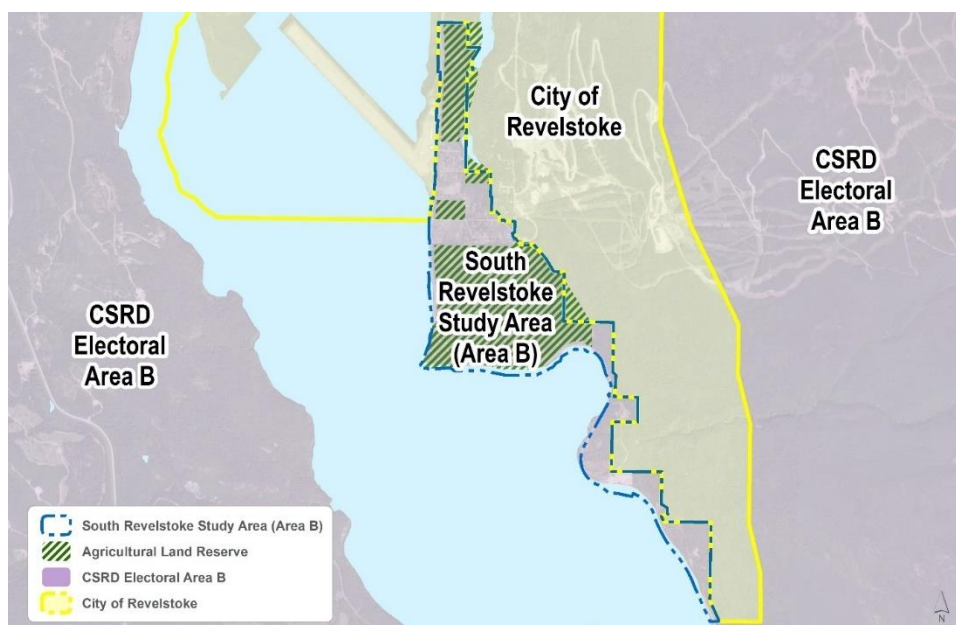 City of
Revelstoke
CSRD
Electoral
Area B
South
Revelstoke
Study Area
(Area B)
CSRD
Electoral
Area B
South Revelstoke Study Area (Area B)
Agricultural Land Reserve
CSRD Electoral Area B
City of Revelstoke
N